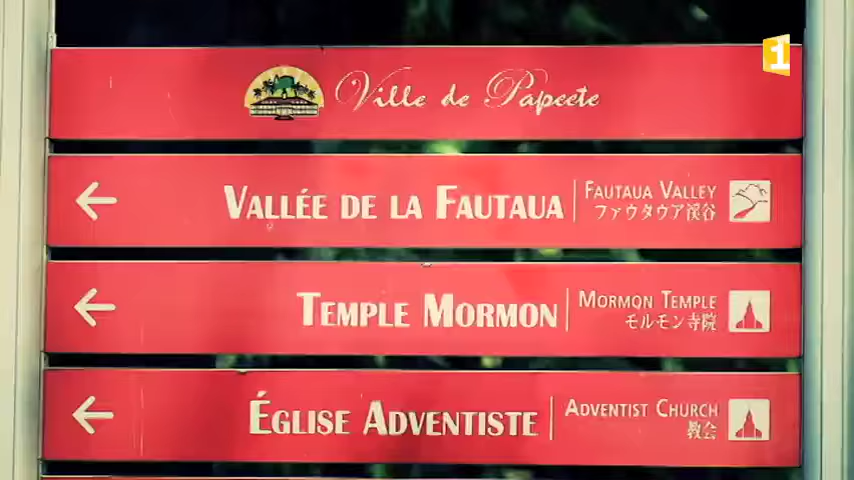 1
Ville de Papeete
VALLÉE DE LA FAUTAUA
FAUTAUA VALLEY
ファウタウア渓谷
TEMPLE MORMON
MORMON TEMPLE
モルモン寺院
ÉGLISE ADVENTISTE
ADVENTIST CHURCH
教会